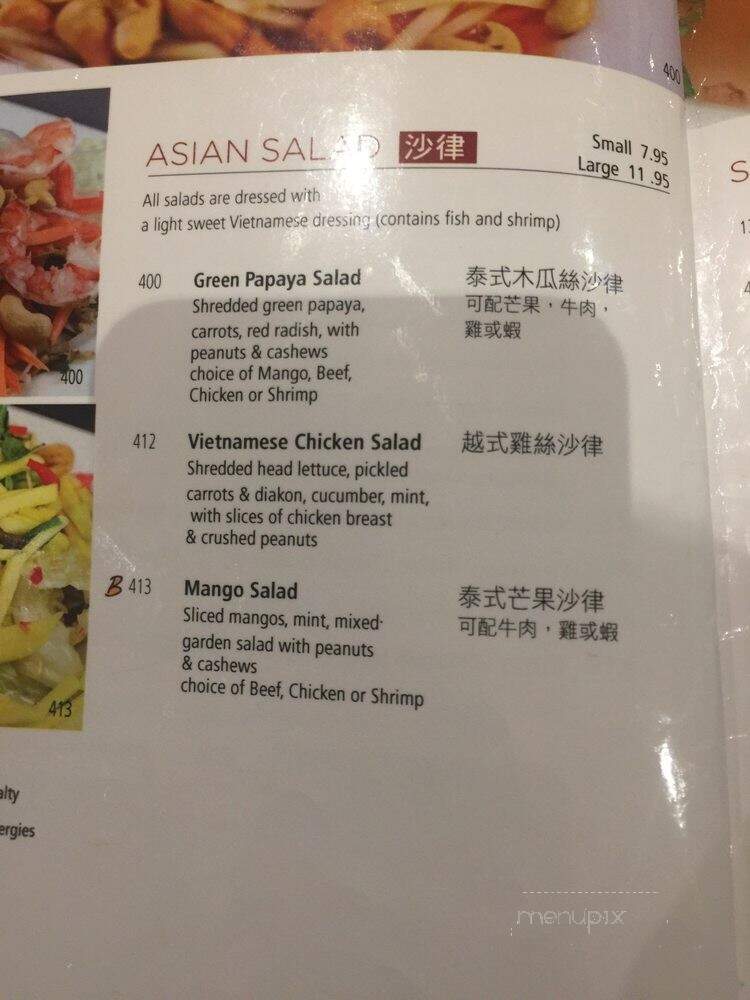 400
ASIAN SALAD 沙律
Small 7.95
Large 11 .95
All salads are dressed with
a light sweet Vietnamese dressing (contains fish and shrimp)
400 Green Papaya Salad 泰式木瓜絲沙律
Shredded green papaya, 可配芒果，牛肉，
carrots, red radish, with 雞或蝦
peanuts & cashews
choice of Mango, Beef,
Chicken or Shrimp
400
412 Vietnamese Chicken Salad 越式雞絲沙律
Shredded head lettuce, pickled
carrots & diakon, cucumber, mint,
with slices of chicken breast
& crushed peanuts
B 413 Mango Salad 泰式芒果沙律
Sliced mangos, mint, mixed 可配牛肉，雞或蝦
garden salad with peanuts
& cashews
choice of Beef, Chicken or Shrimp
413
alty
ergies
menupix